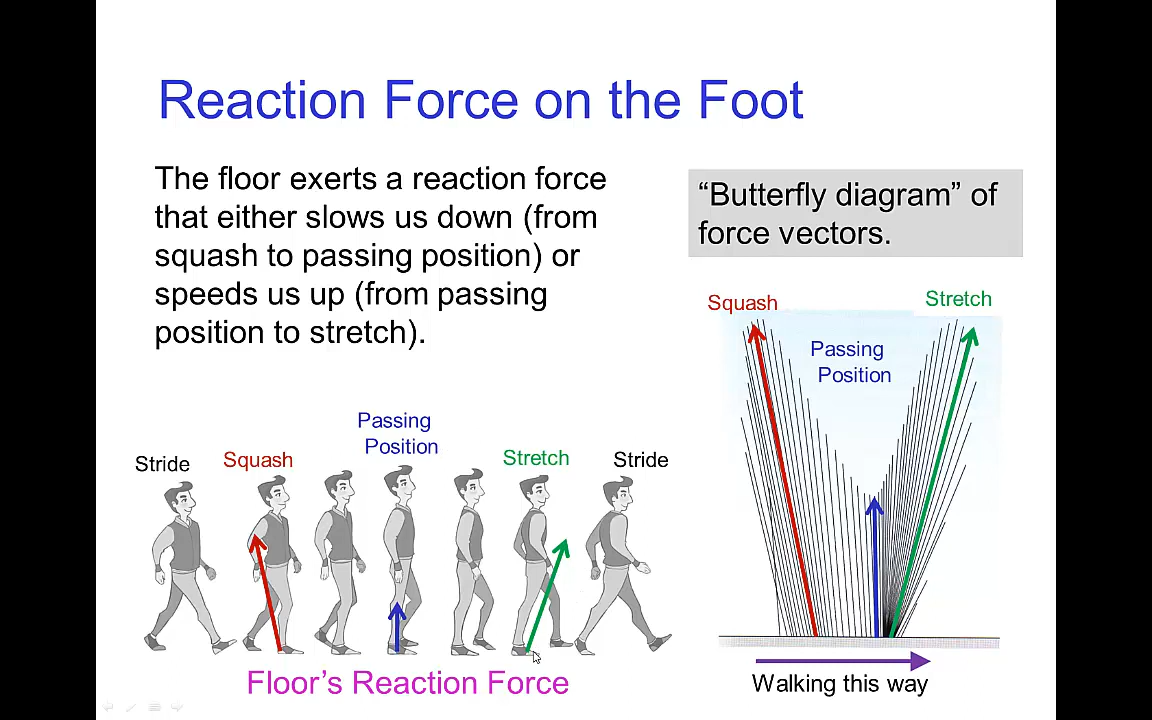 Reaction Force on the Foot
The floor exerts a reaction force
that either slows us down (from
squash to passing position) or
speeds us up (from passing
position to stretch).
“Butterfly diagram” of
force vectors.
Squash
Stretch
Passing
Position
Passing
Position
Stride
Squash
Stretch
Stride
Floor’s Reaction Force
Walking this way